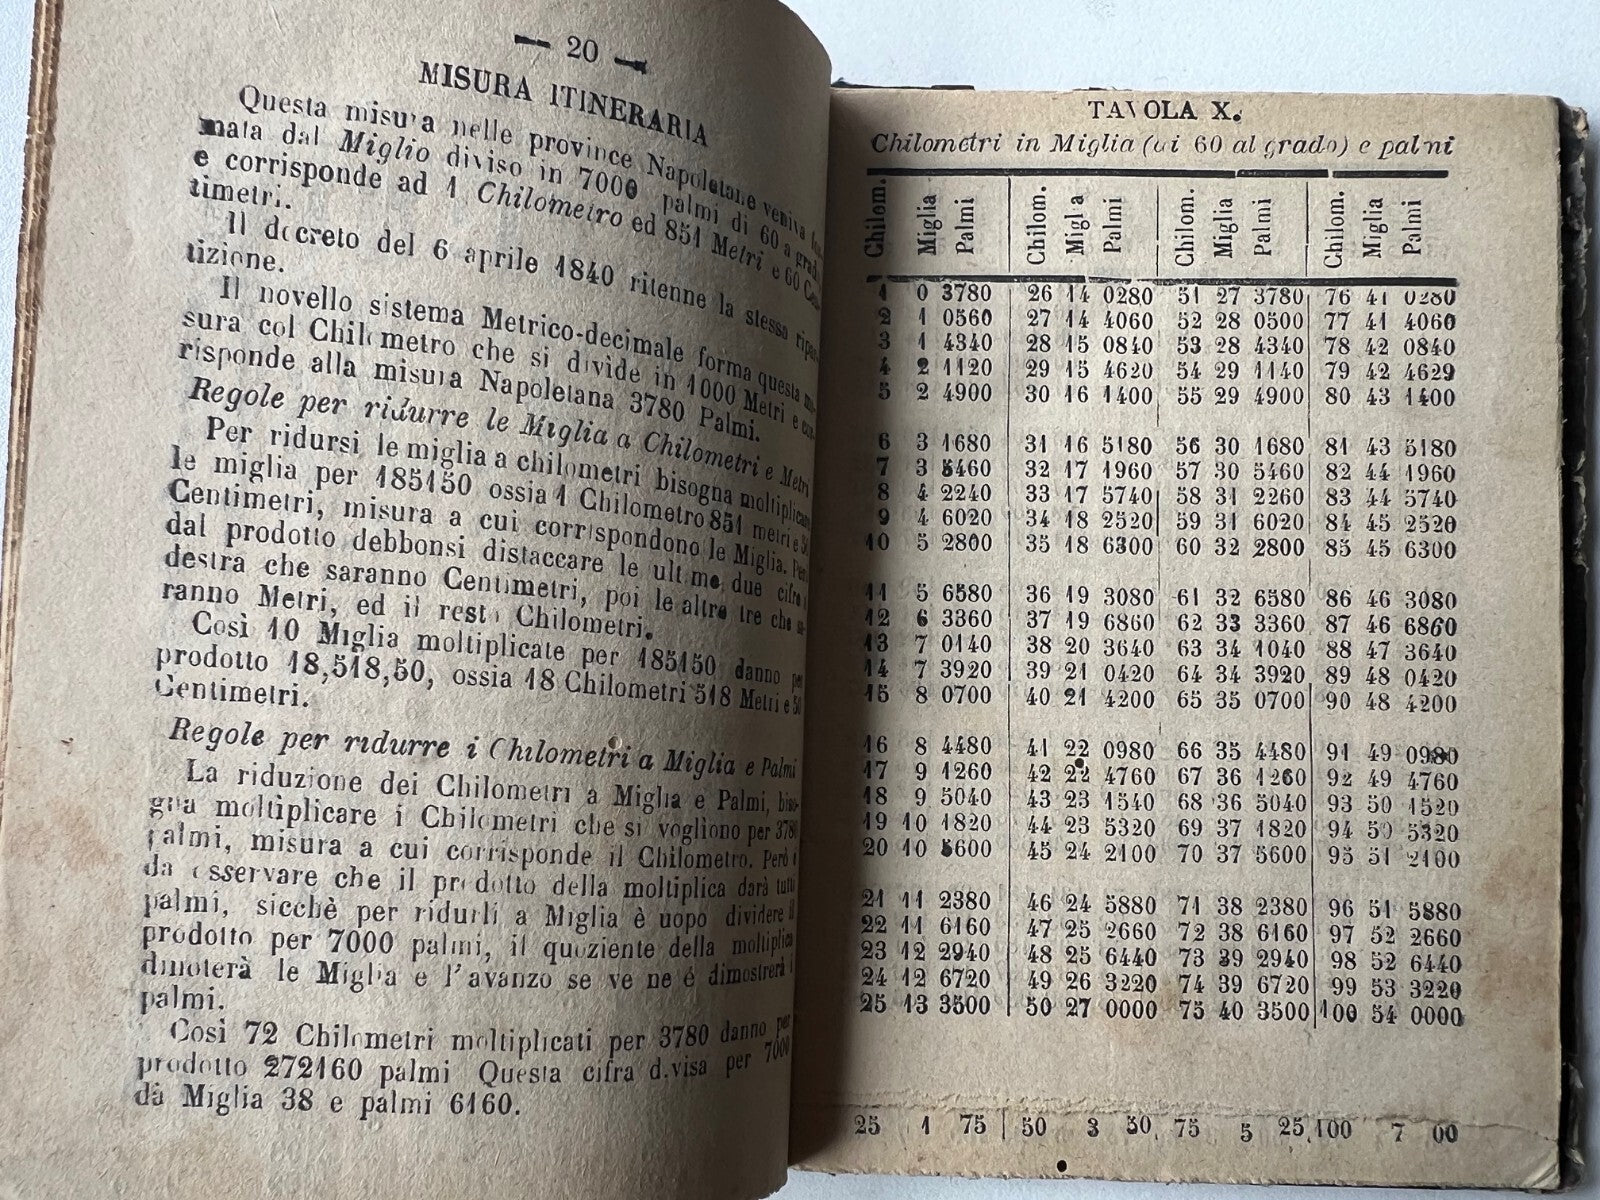 — 20 —
MISURA ITINERARIA
Questa misura nelle province Napoletane veniva
mata dal Miglio diviso in 7000 palmi di 60 a grado
e corrisponde ad 1 Chilometro ed 851 Metri e 60 Cen
timetri.
Il decreto del 6 aprile 1840 ritenne la stessa ripar
tizione.
Il novello sistema Metrico-decimale forma questa mi-
sura col Chilometro che si divide in 1000 Metri e cor-
risponde alla misura Napoletana 3780 Palmi.
Regole per ridurre le Miglia a Chilometri e Metri
Per ridursi le miglia a chilometri bisogna moltiplicare
le miglia per 185150 ossia 1 Chilometro 851 metri e 50
Centimetri, misura a cui corrispondono le Miglia. Però
dal prodotto debbonsi distaccare le ultime due cifre a
destra che saranno Centimetri, poi le altre tre che sa-
ranno Metri, ed il resto Chilometri.
Così 10 Miglia moltiplicate per 185150 danno per
prodotto 18,518,50, ossia 18 Chilometri 518 Metri e 50
Centimetri.
Regole per ridurre i Chilometri a Miglia e Palmi
La riduzione dei Chilometri a Miglia e Palmi, biso-
gna moltiplicare i Chilometri che si vogliono per 3780
palmi, misura a cui corrisponde il Chilometro. Però è
da osservare che il prodotto della moltiplica darà tutti
palmi, sicchè per ridurli a Miglia è uopo dividere il
prodotto per 7000 palmi, il quoziente della moltiplica
dinoterà le Miglia e l'avanzo se ve ne é dimostrerà i
palmi.
Così 72 Chilometri moltiplicati per 3780 danno per
prodotto 272160 palmi Questa cifra divisa per 7000
dà Miglia 38 e palmi 6160.
TAVOLA X.
Chilometri in Miglia (di 60 al grado) e palmi
Chilom. Miglia Palmi Chilom. Miglia Palmi Chilom. Miglia Palmi Chilom. Miglia Palmi
1 0 3780 26 14 0280 51 27 3780 76 41 0280
2 1 0560 27 14 4060 52 28 0500 77 41 4060
3 1 4340 28 15 0840 53 28 4340 78 42 0840
4 2 1120 29 15 4620 54 29 1140 79 42 4629
5 2 4900 30 16 1400 55 29 4900 80 43 1400
6 3 1680 31 16 5180 56 30 1680 81 43 5180
7 3 5460 32 17 1960 57 30 5460 82 44 1960
8 4 2240 33 17 5740 58 31 2260 83 44 5740
9 4 6020 34 18 2520 59 31 6020 84 45 2520
10 5 2800 35 18 6300 60 32 2800 85 45 6300
11 5 6580 36 19 3080 61 32 6580 86 46 3080
12 6 3360 37 19 6860 62 33 3360 87 46 6860
13 7 0140 38 20 3640 63 34 1040 88 47 3640
14 7 3920 39 21 0420 64 34 3920 89 48 0420
15 8 0700 40 21 4200 65 35 0700 90 48 4200
16 8 4480 41 22 0980 66 35 4480 91 49 0980
17 9 1260 42 22 4760 67 36 1260 92 49 4760
18 9 5040 43 23 1540 68 36 5040 93 50 1520
19 10 1820 44 23 5320 69 37 1820 94 50 5320
20 10 5600 45 24 2100 70 37 5600 95 51 2100
21 11 2380 46 24 5880 71 38 2380 96 51 5880
22 11 6160 47 25 2660 72 38 6160 97 52 2660
23 12 2940 48 25 6440 73 39 2940 98 52 6440
24 12 6720 49 26 3220 74 39 6720 99 53 3220
25 13 3500 50 27 0000 75 40 3500 100 54 0000
25 1 75 50 3 50 75 5 25 100 7 00